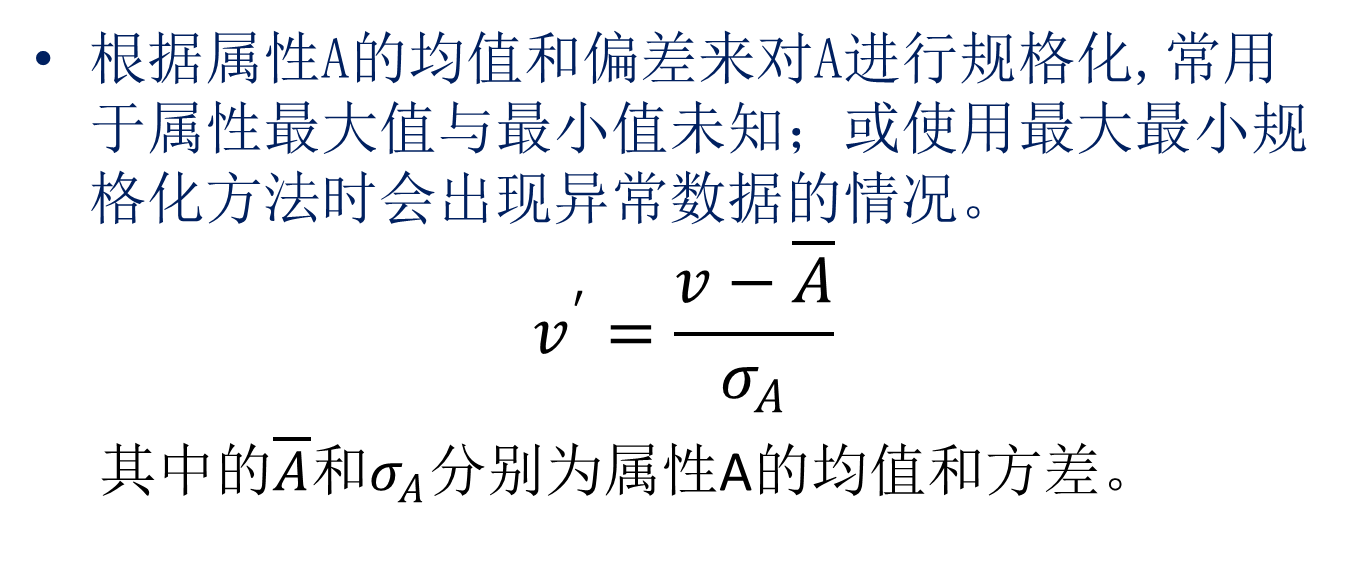 • 根据属性A的均值和偏差来对A进行规格化,常用
于属性最大值与最小值未知；或使用最大最小规
格化方法时会出现异常数据的情况。
v′ = (v − A̅) / σ_A
其中的A̅和σ_A分别为属性A的均值和方差。